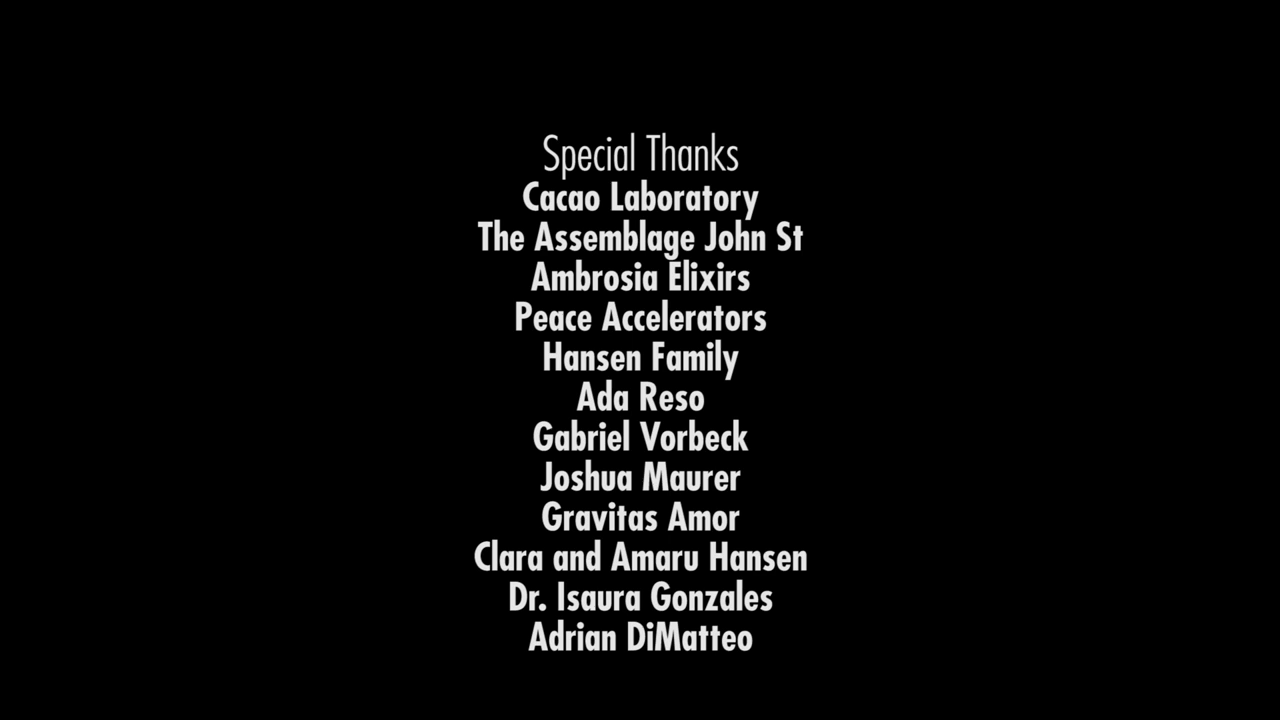 Special Thanks
Cacao Laboratory
The Assemblage John St
Ambrosia Elixirs
Peace Accelerators
Hansen Family
Ada Reso
Gabriel Vorbeck
Joshua Maurer
Gravitas Amor
Clara and Amaru Hansen
Dr. Isaura Gonzales
Adrian DiMatteo